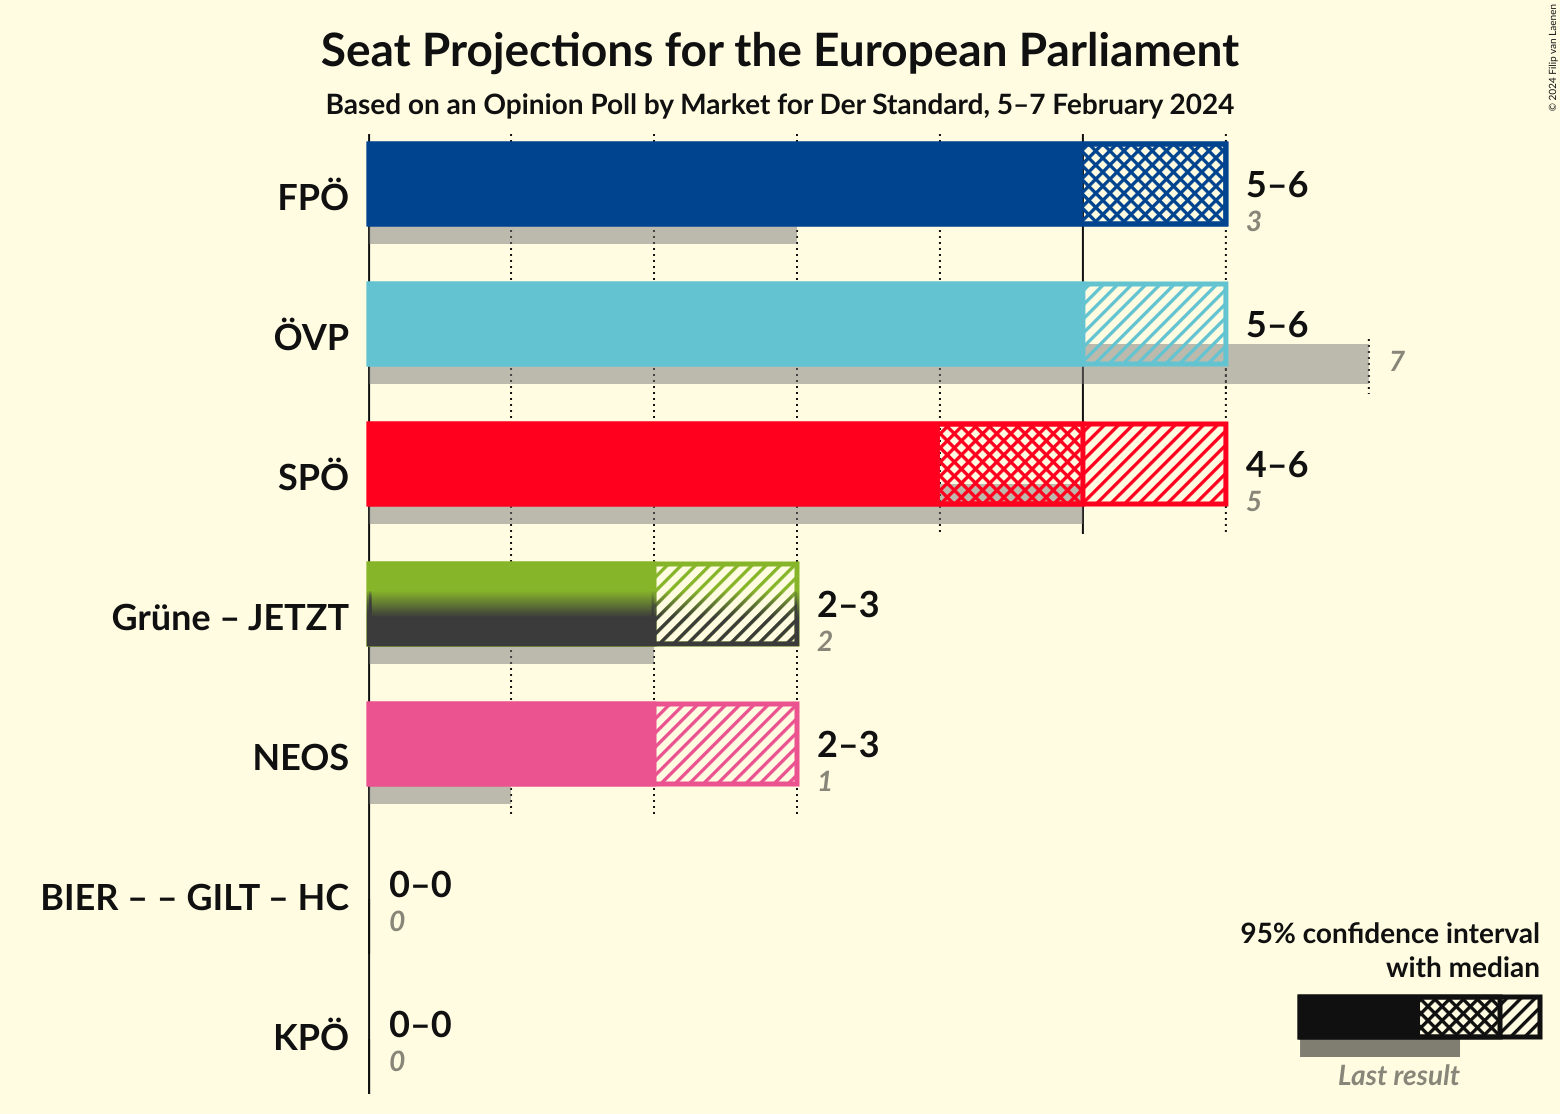 Seat Projections for the European Parliament
Based on an Opinion Poll by Market for Der Standard, 5–7 February 2024
© 2024 Filip van Laenen
FPÖ
5–6
3
ÖVP
5–6
7
SPÖ
4–6
5
Grüne – JETZT
2–3
2
NEOS
2–3
1
BIER – – GILT – HC
0–0
0
KPÖ
0–0
0
95% confidence interval
with median
Last result